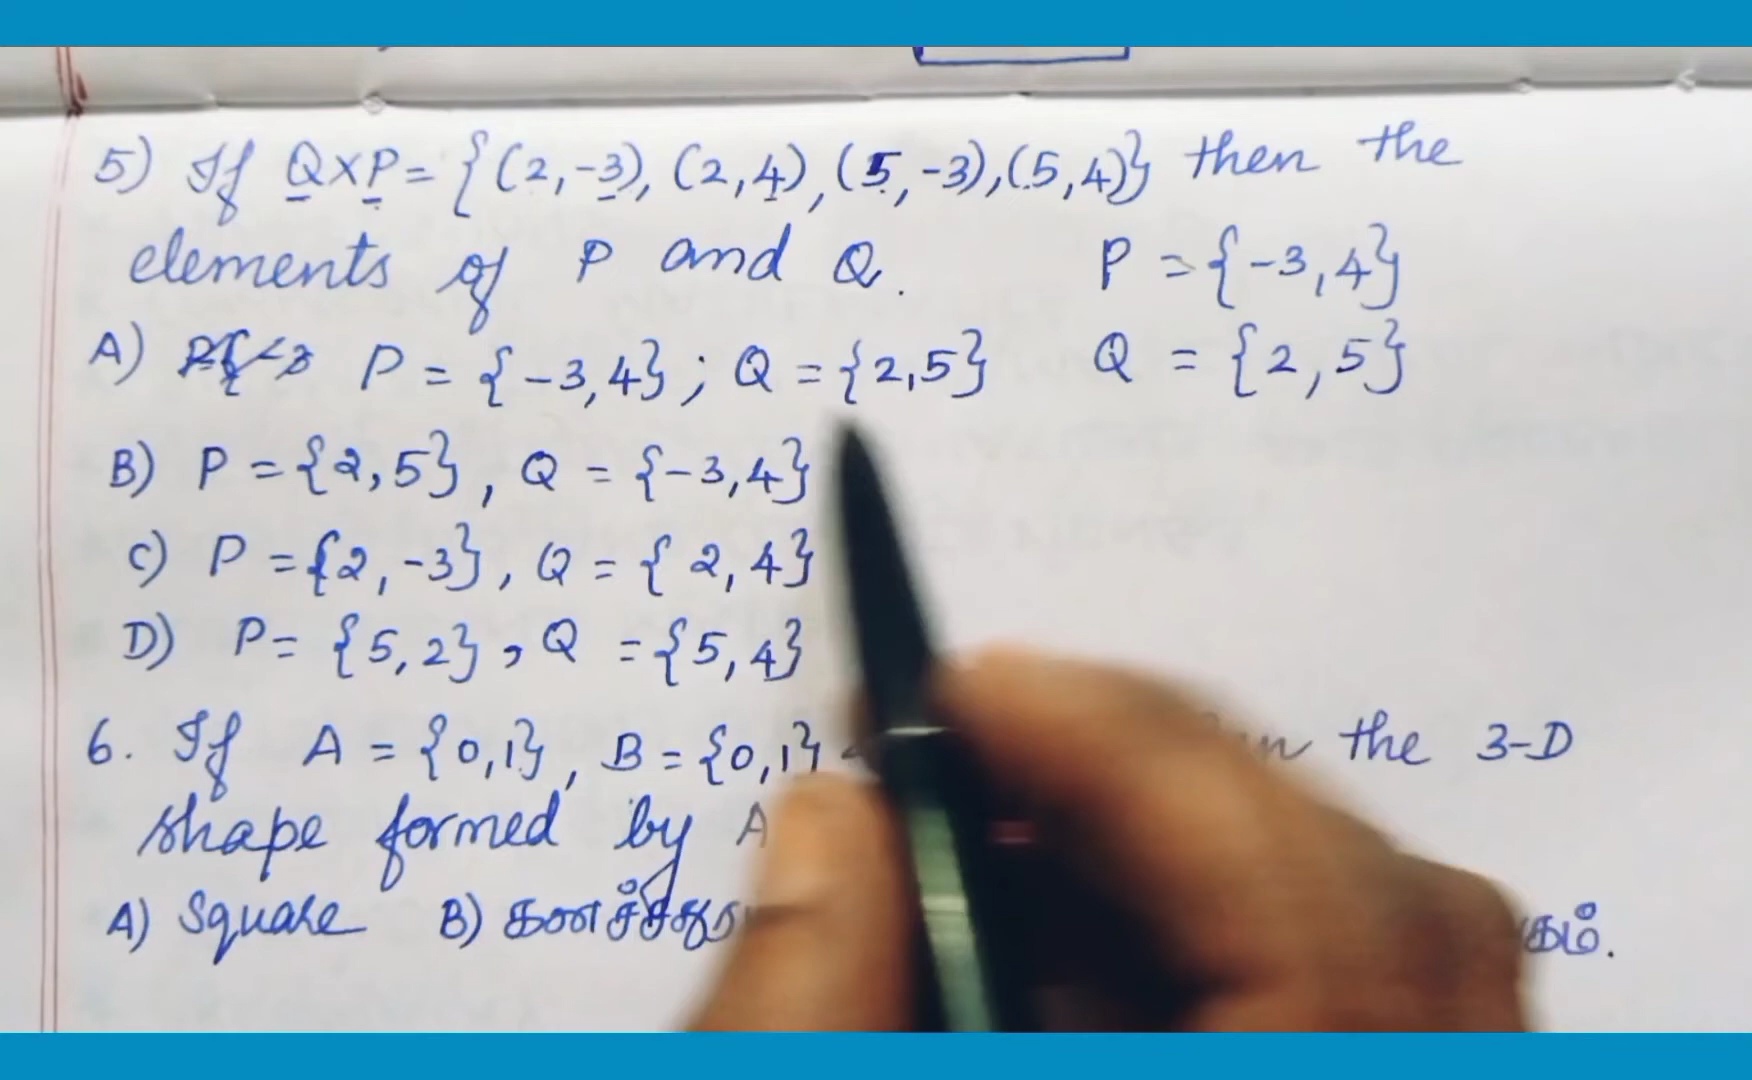 5) If Q×P = {(2,-3), (2,4), (5,-3), (5,4)} then the
elements of P and Q.
P = {-3,4}
A) P = {-3,4}; Q = {2,5}
Q = {2,5}
B) P = {2,5}, Q = {-3,4}
C) P = {2,-3}, Q = {2,4}
D) P = {5,2}, Q = {5,4}
6. If A = {0,1}, B = {0,1} the 3-D
shape formed by A
A) Square B)